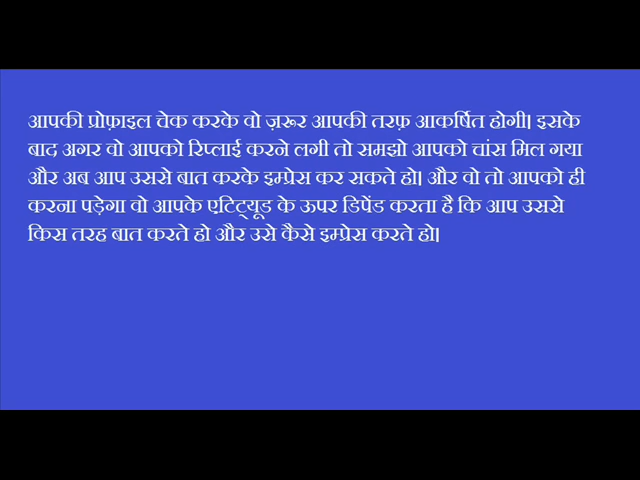 आपकी प्रोफ़ाइल चेक करके वो ज़रूर आपकी तरफ़ आकर्षित होगी। इसके
बाद अगर वो आपको रिप्लाई करने लगी तो समझो आपको चांस मिल गया
और अब आप उससे बात करके इम्प्रेस कर सकते हो। और वो तो आपको ही
करना पड़ेगा वो आपके एटिट्यूड के ऊपर डिपेंड करता है कि आप उससे
किस तरह बात करते हो और उसे कैसे इम्प्रेस करते हो।